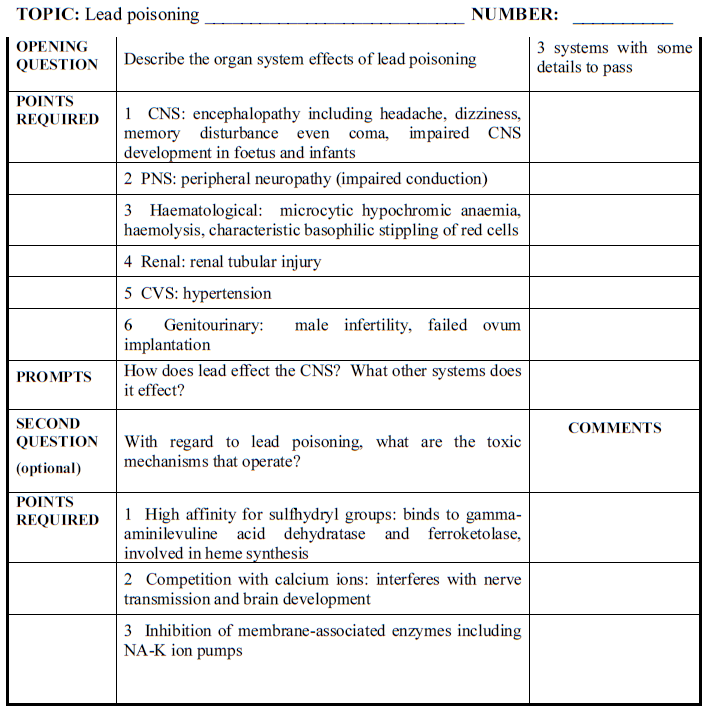 TOPIC: Lead poisoning __________________________ NUMBER: __________
OPENING QUESTION
Describe the organ system effects of lead poisoning
3 systems with some
details to pass
POINTS REQUIRED
1 CNS: encephalopathy including headache, dizziness,
memory disturbance even coma, impaired CNS
development in foetus and infants
2 PNS: peripheral neuropathy (impaired conduction)
3 Haematological: microcytic hypochromic anaemia,
haemolysis, characteristic basophilic stippling of red cells
4 Renal: renal tubular injury
5 CVS: hypertension
6 Genitourinary: male infertility, failed ovum
implantation
PROMPTS
How does lead effect the CNS? What other systems does
it effect?
SECOND
QUESTION
(optional)
With regard to lead poisoning, what are the toxic
mechanisms that operate?
COMMENTS
POINTS
REQUIRED
1 High affinity for sulfhydryl groups: binds to gamma-
aminilevuline acid dehydratase and ferroketolase,
involved in heme synthesis
2 Competition with calcium ions: interferes with nerve
transmission and brain development
3 Inhibition of membrane-associated enzymes including
NA-K ion pumps